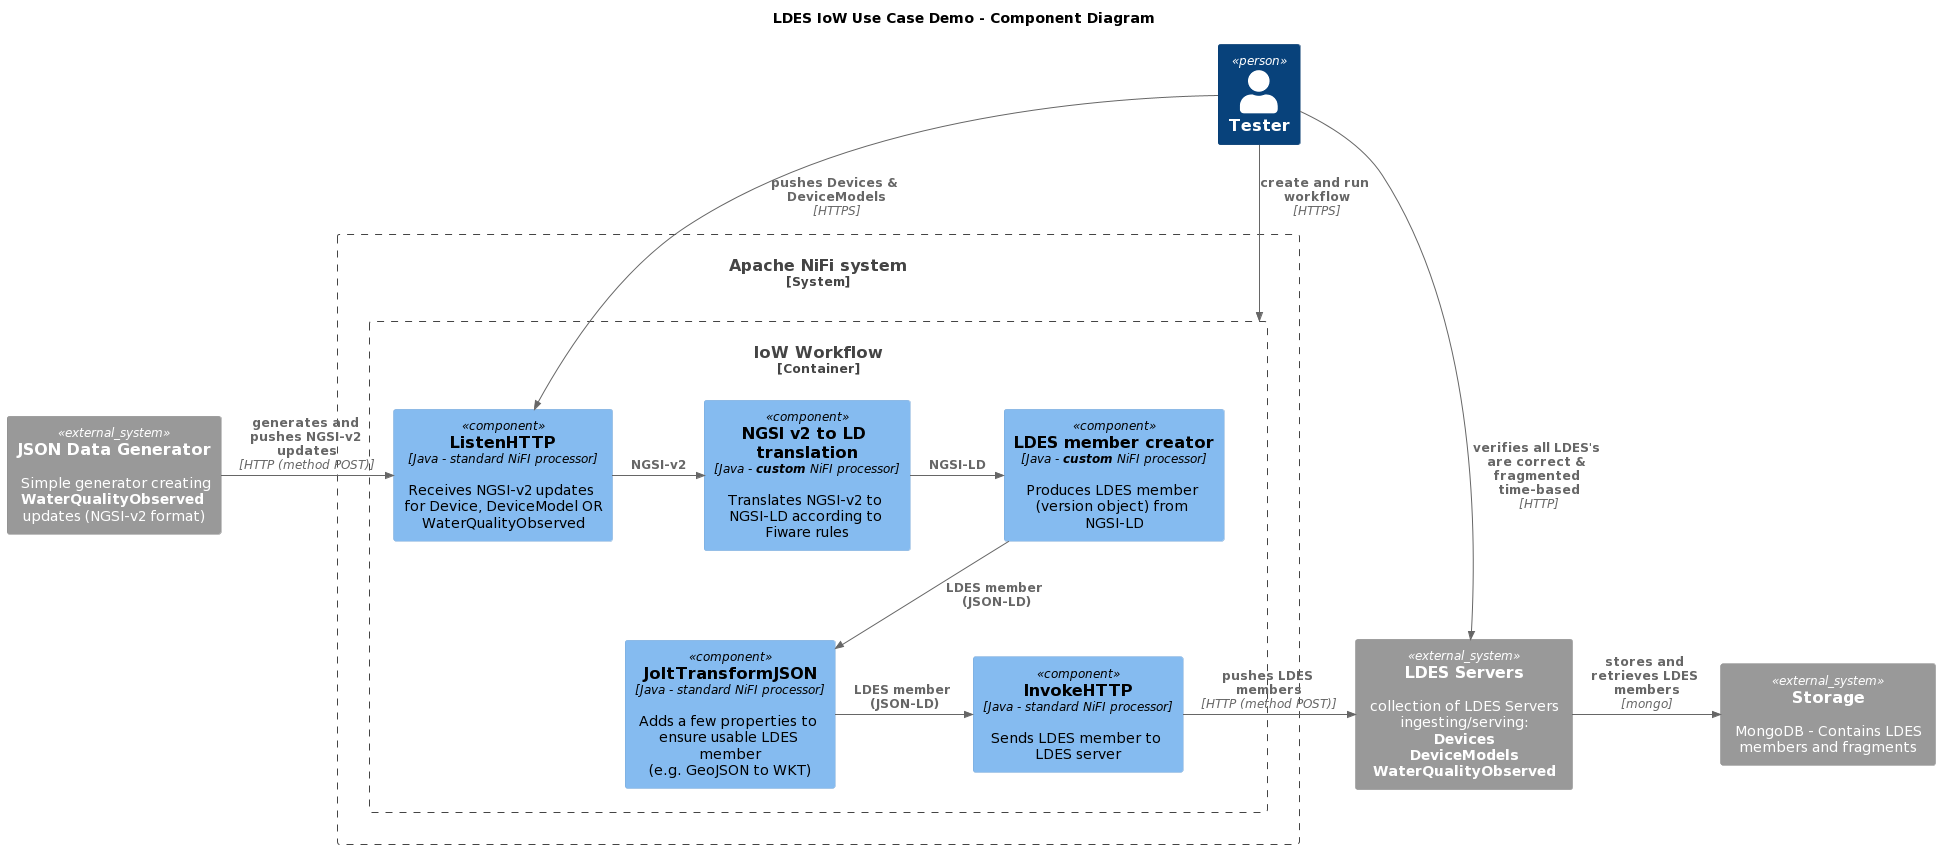 LDES IoW Use Case Demo - Component Diagram
«person»
Tester
pushes Devices &
DeviceModels
[HTTPS]
create and run
workflow
[HTTPS]
Apache NiFi system
[System]
IoW Workflow
[Container]
«external_system»
JSON Data Generator
Simple generator creating
WaterQualityObserved
updates (NGSI-v2 format)
generates and
pushes NGSI-v2
updates
[HTTP (method POST)]
«component»
ListenHTTP
[Java - standard NiFI processor]
Receives NGSI-v2 updates
for Device, DeviceModel OR
WaterQualityObserved
NGSI-v2
«component»
NGSI v2 to LD
translation
[Java - custom NiFI processor]
Translates NGSI-v2 to
NGSI-LD according to
Fiware rules
NGSI-LD
«component»
LDES member creator
[Java - custom NiFI processor]
Produces LDES member
(version object) from
NGSI-LD
verifies all LDES's
are correct &
fragmented
time-based
[HTTP]
LDES member
(JSON-LD)
«component»
JoltTransformJSON
[Java - standard NiFI processor]
Adds a few properties to
ensure usable LDES
member
(e.g. GeoJSON to WKT)
LDES member
(JSON-LD)
«component»
InvokeHTTP
[Java - standard NiFI processor]
Sends LDES member to
LDES server
pushes LDES
members
[HTTP (method POST)]
«external_system»
LDES Servers
collection of LDES Servers
ingesting/serving:
Devices
DeviceModels
WaterQualityObserved
stores and
retrieves LDES
members
[mongo]
«external_system»
Storage
MongoDB - Contains LDES
members and fragments